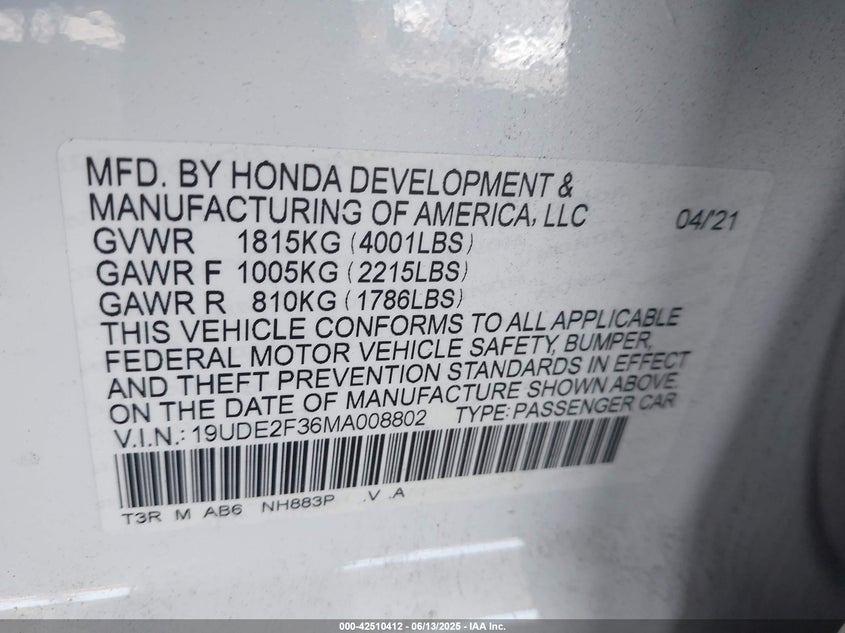 MFD. BY HONDA DEVELOPMENT &
MANUFACTURING OF AMERICA, LLC 04/'21
GVWR 1815KG (4001LBS)
GAWR F 1005KG (2215LBS)
GAWR R 810KG (1786LBS)
THIS VEHICLE CONFORMS TO ALL APPLICABLE
FEDERAL MOTOR VEHICLE SAFETY, BUMPER,
AND THEFT PREVENTION STANDARDS IN EFFECT
ON THE DATE OF MANUFACTURE SHOWN ABOVE.
V.I.N.: 19UDE2F36MA008802 TYPE: PASSENGER CAR
T3R M AB6 NH883P .V .A
000-42510412 - 06/13/2025 - IAA Inc.